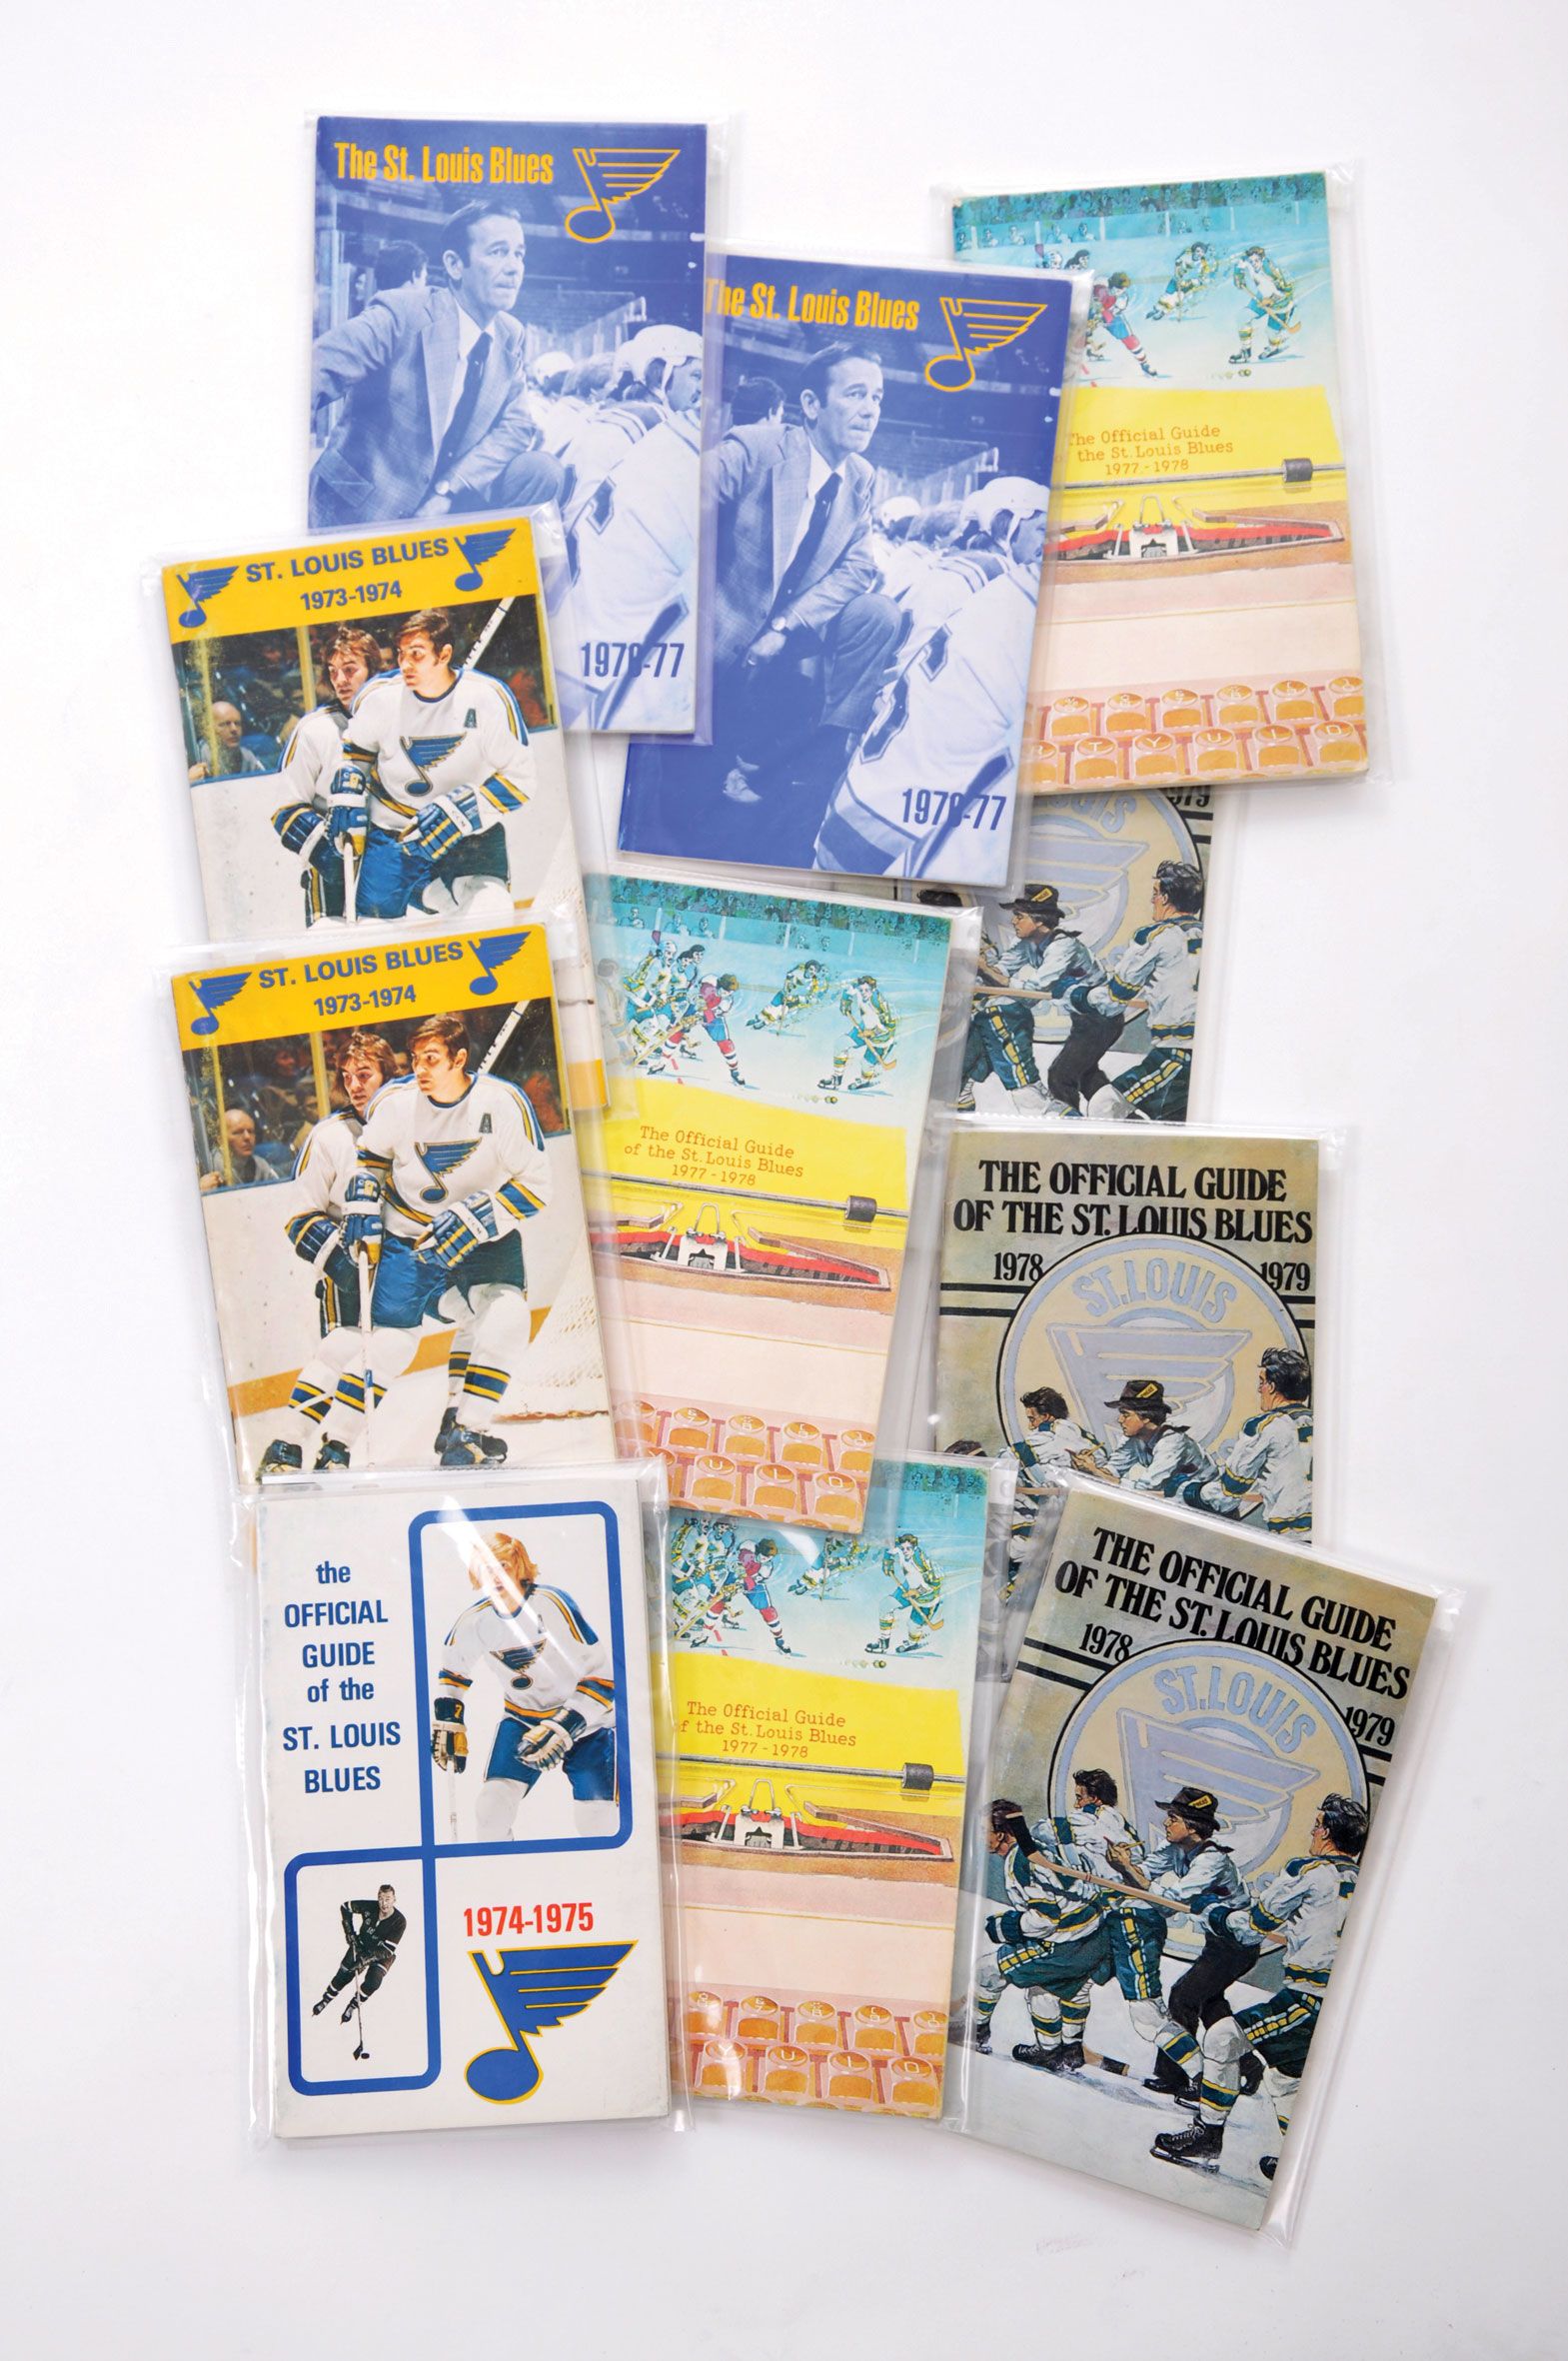 The St. Louis Blues
1976-77
The St. Louis Blues
1976-77
The Official Guide
the St. Louis Blues
1977-1978
T Y U I O
ST. LOUIS BLUES
1973-1974
A
1979
ST. LOUIS BLUES
1973-1974
A
The Official Guide
of the St. Louis Blues
1977-1978
U I O
THE OFFICIAL GUIDE
OF THE ST. LOUIS BLUES
1978
1979
ST. LOUIS
the
OFFICIAL
GUIDE
of the
ST. LOUIS
BLUES
1974-1975
The Official Guide
of the St. Louis Blues
1977-1978
Y U I O
THE OFFICIAL GUIDE
OF THE ST. LOUIS BLUES
1978
1979
ST. LOUIS